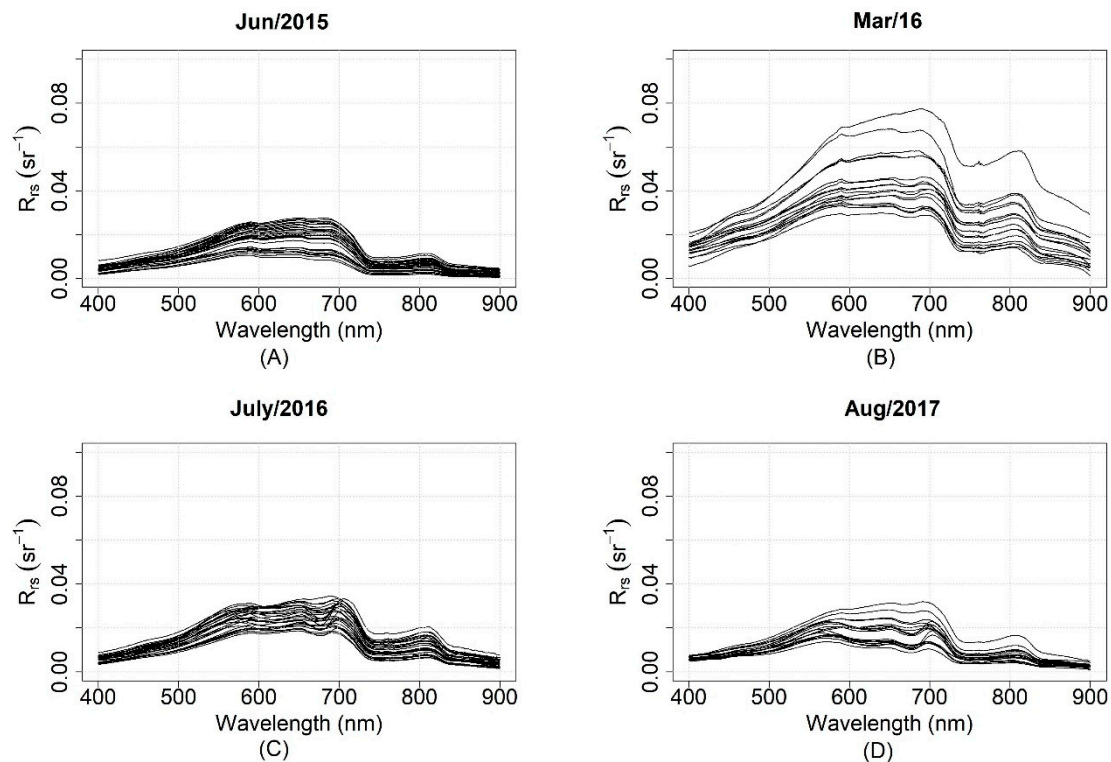 Jun/2015
0.08
0.04
0.00
Rrs (sr−1)
400 500 600 700 800 900
Wavelength (nm)
(A)
Mar/16
0.08
0.04
0.00
Rrs (sr−1)
400 500 600 700 800 900
Wavelength (nm)
(B)
July/2016
0.08
0.04
0.00
Rrs (sr−1)
400 500 600 700 800 900
Wavelength (nm)
(C)
Aug/2017
0.08
0.04
0.00
Rrs (sr−1)
400 500 600 700 800 900
Wavelength (nm)
(D)